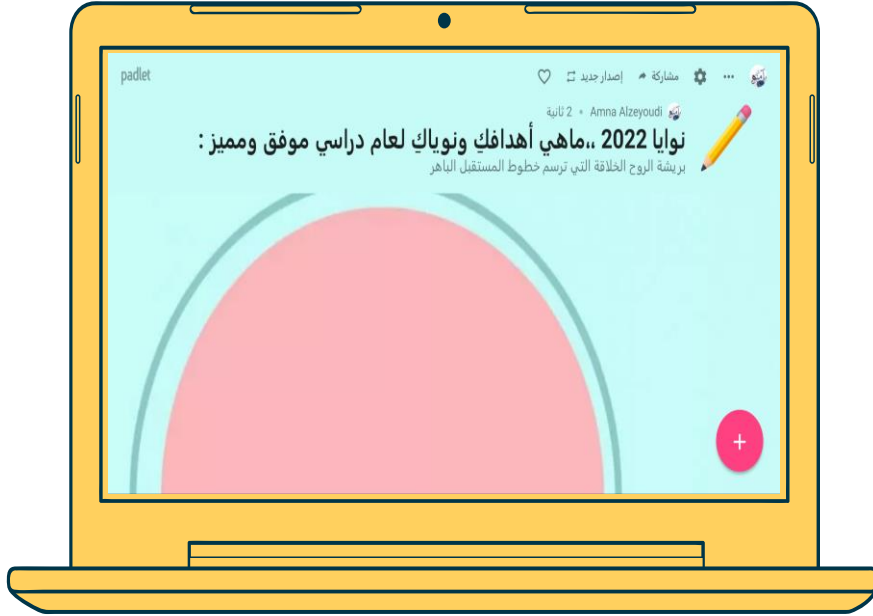 padlet
مشاركة
إصدار جديد
Amna Alzeyoudi • 2 ثانية
نوايا 2022 ،،ماهي أهدافكِ ونوياكِ لعام دراسي موفق ومميز :
بريشة الروح الخلاقة التي ترسم خطوط المستقبل الباهر